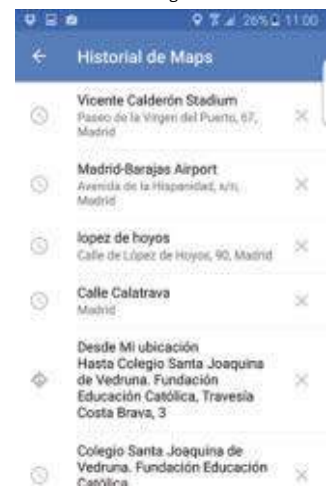 26% 11:00
Historial de Maps
Vicente Calderón Stadium
Paseo de la Virgen del Puerto, 67,
Madrid
Madrid-Barajas Airport
Avenida de la Hispanidad, s/n,
Madrid
lopez de hoyos
Calle de López de Hoyos, 90, Madrid
Calle Calatrava
Madrid
Desde Mi ubicación
Hasta Colegio Santa Joaquina
de Vedruna. Fundación
Educación Católica, Travesía
Costa Brava, 3
Colegio Santa Joaquina de
Vedruna. Fundación Educación
Católica